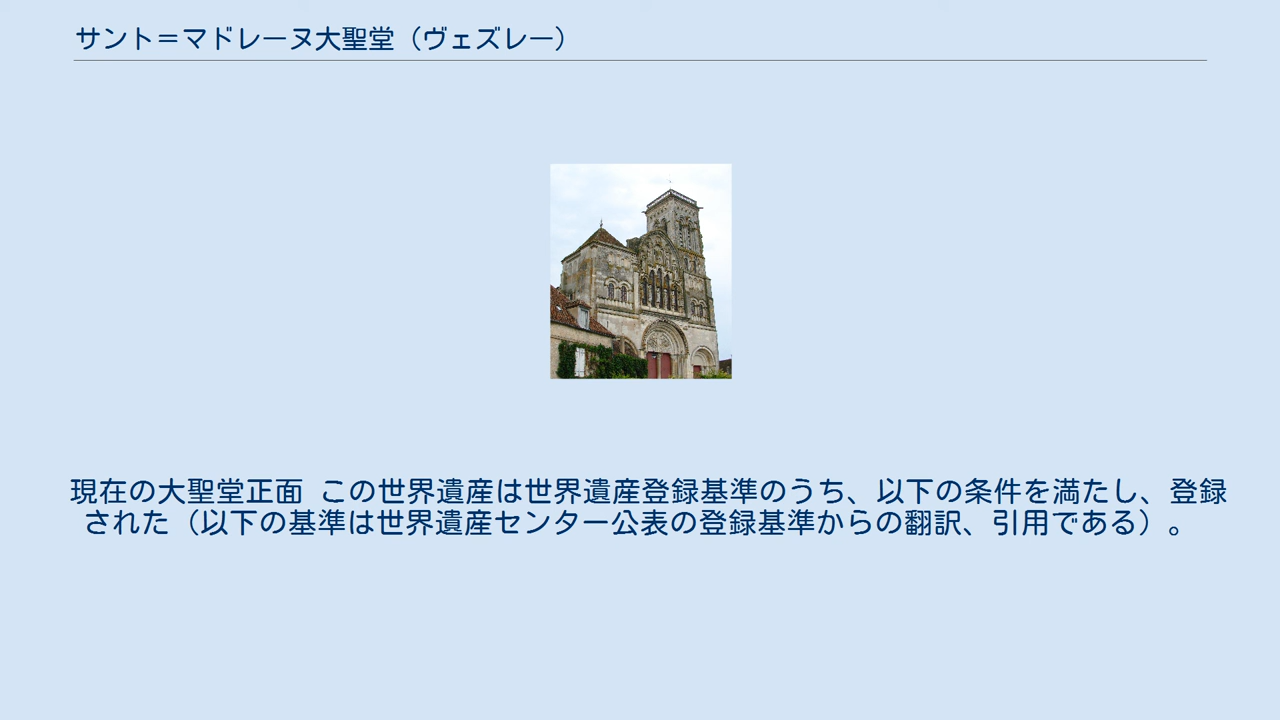 サント＝マドレーヌ大聖堂（ヴェズレー）
現在の大聖堂正面 この世界遺産は世界遺産登録基準のうち、以下の条件を満たし、登録
された（以下の基準は世界遺産センター公表の登録基準からの翻訳、引用である）。